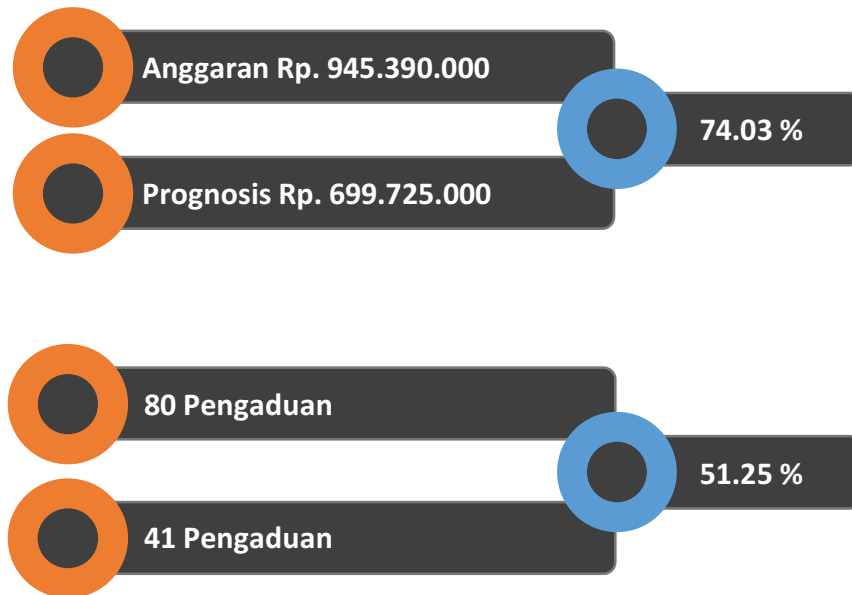 Anggaran Rp. 945.390.000
74.03 %
Prognosis Rp. 699.725.000
80 Pengaduan
51.25 %
41 Pengaduan